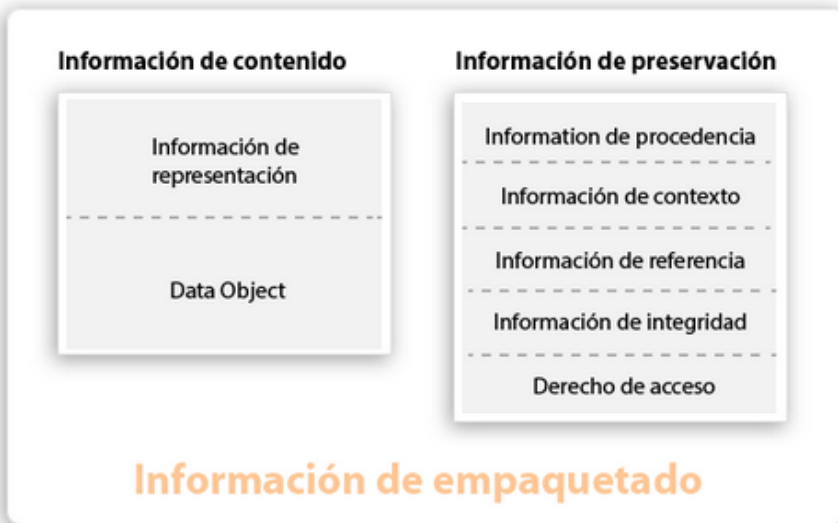 Información de contenido
Información de
representación
Data Object
Información de preservación
Information de procedencia
Información de contexto
Información de referencia
Información de integridad
Derecho de acceso
Información de empaquetado